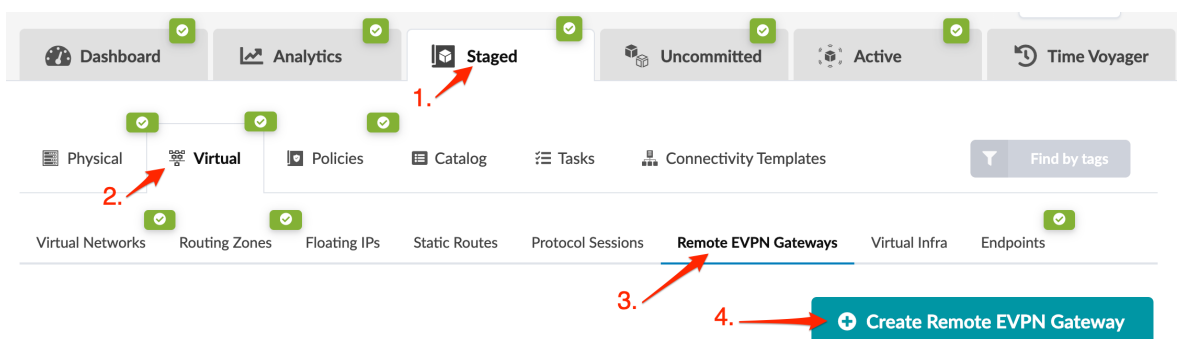 Dashboard Analytics Staged Uncommitted Active Time Voyager
1.
Physical Virtual Policies Catalog Tasks Connectivity Templates Find by tags
2.
Virtual Networks Routing Zones Floating IPs Static Routes Protocol Sessions Remote EVPN Gateways Virtual Infra Endpoints
3.
4. Create Remote EVPN Gateway